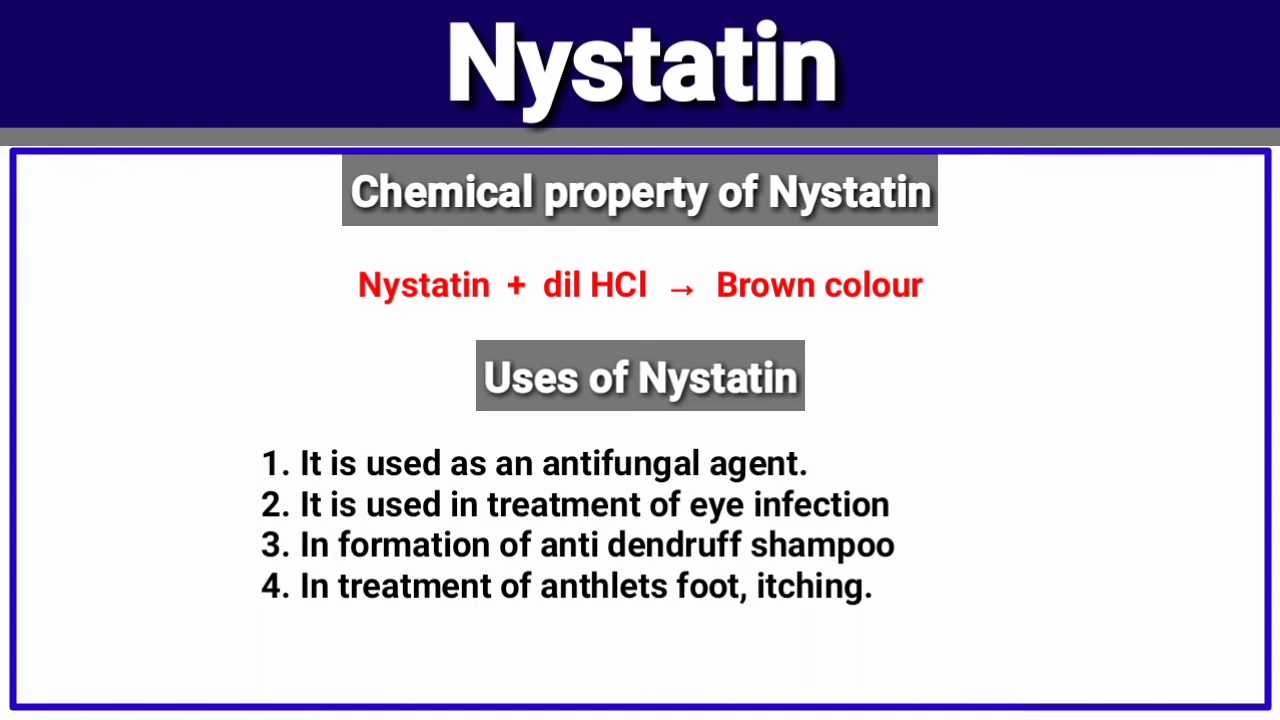 Nystatin
Chemical property of Nystatin
Nystatin + dil HCl → Brown colour
Uses of Nystatin
1. It is used as an antifungal agent.
2. It is used in treatment of eye infection
3. In formation of anti dendruff shampoo
4. In treatment of anthlets foot, itching.